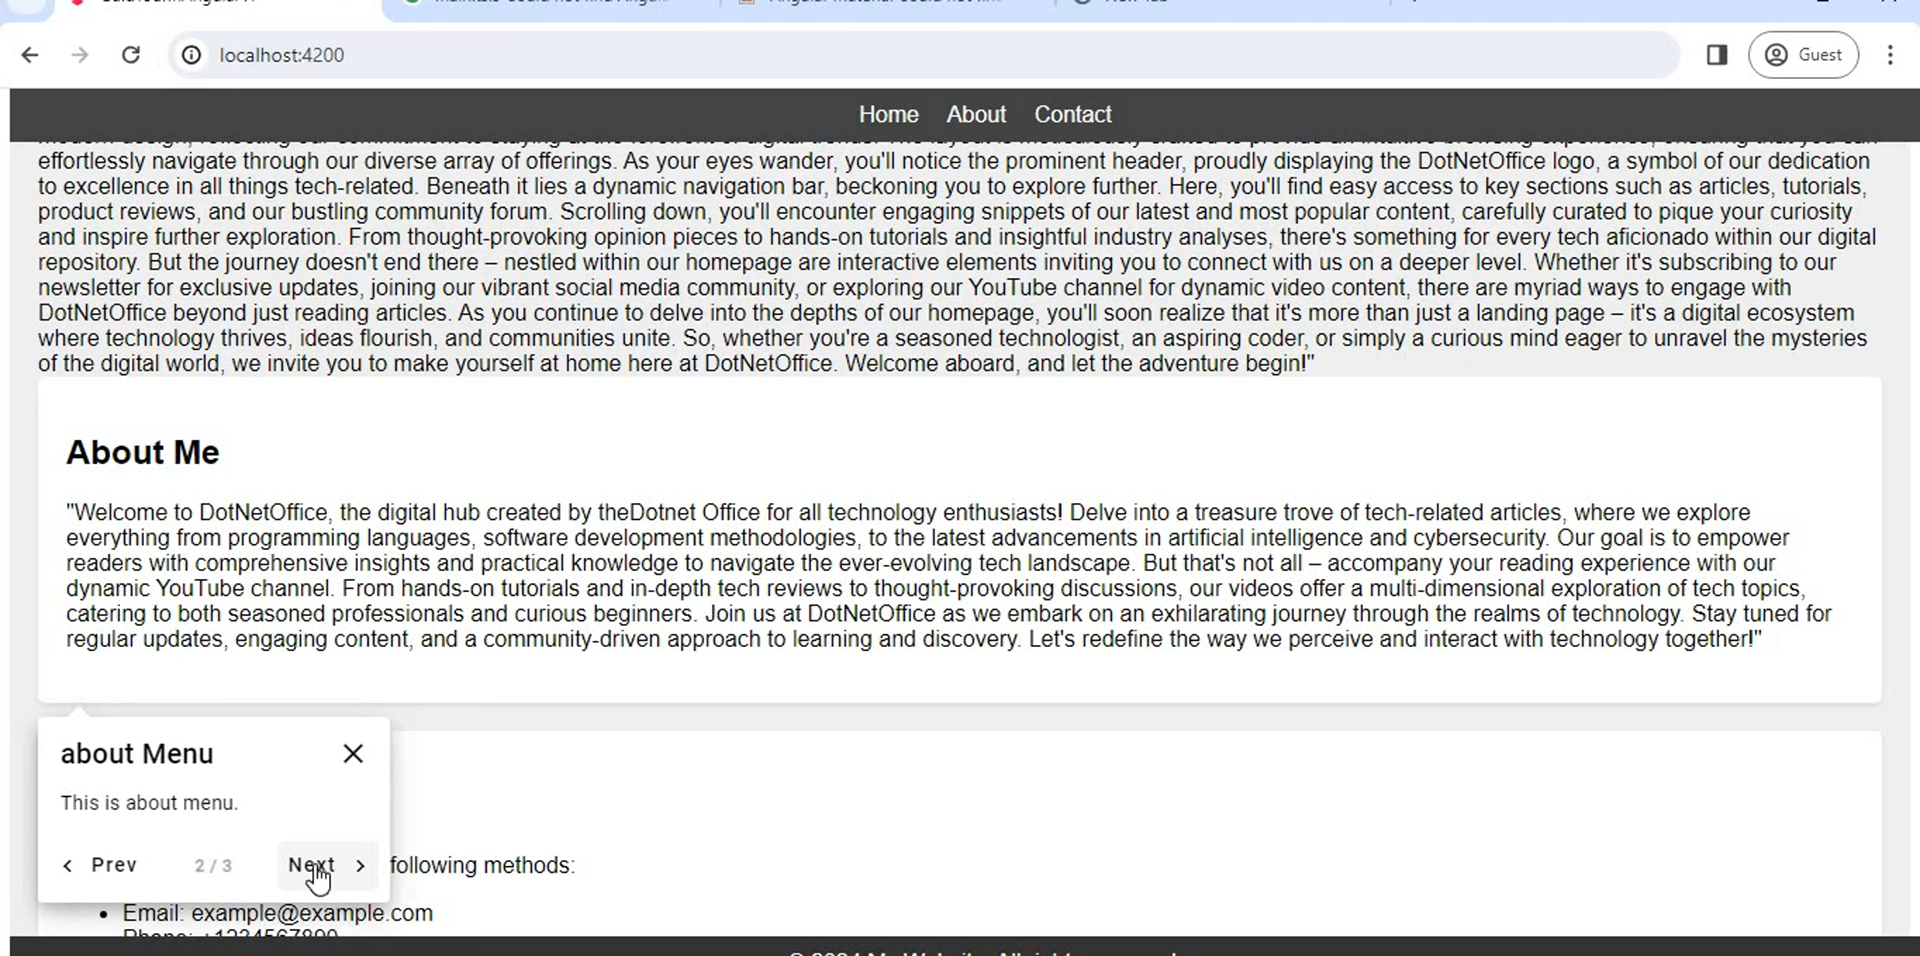 localhost:4200
Guest
Home About Contact
effortlessly navigate through our diverse array of offerings. As your eyes wander, you'll notice the prominent header, proudly displaying the DotNetOffice logo, a symbol of our dedication
to excellence in all things tech-related. Beneath it lies a dynamic navigation bar, beckoning you to explore further. Here, you'll find easy access to key sections such as articles, tutorials,
product reviews, and our bustling community forum. Scrolling down, you'll encounter engaging snippets of our latest and most popular content, carefully curated to pique your curiosity
and inspire further exploration. From thought-provoking opinion pieces to hands-on tutorials and insightful industry analyses, there's something for every tech aficionado within our digital
repository. But the journey doesn't end there – nestled within our homepage are interactive elements inviting you to connect with us on a deeper level. Whether it's subscribing to our
newsletter for exclusive updates, joining our vibrant social media community, or exploring our YouTube channel for dynamic video content, there are myriad ways to engage with
DotNetOffice beyond just reading articles. As you continue to delve into the depths of our homepage, you'll soon realize that it's more than just a landing page – it's a digital ecosystem
where technology thrives, ideas flourish, and communities unite. So, whether you're a seasoned technologist, an aspiring coder, or simply a curious mind eager to unravel the mysteries
of the digital world, we invite you to make yourself at home here at DotNetOffice. Welcome aboard, and let the adventure begin!"
About Me
"Welcome to DotNetOffice, the digital hub created by theDotnet Office for all technology enthusiasts! Delve into a treasure trove of tech-related articles, where we explore
everything from programming languages, software development methodologies, to the latest advancements in artificial intelligence and cybersecurity. Our goal is to empower
readers with comprehensive insights and practical knowledge to navigate the ever-evolving tech landscape. But that's not all – accompany your reading experience with our
dynamic YouTube channel. From hands-on tutorials and in-depth tech reviews to thought-provoking discussions, our videos offer a multi-dimensional exploration of tech topics,
catering to both seasoned professionals and curious beginners. Join us at DotNetOffice as we embark on an exhilarating journey through the realms of technology. Stay tuned for
regular updates, engaging content, and a community-driven approach to learning and discovery. Let's redefine the way we perceive and interact with technology together!"
about Menu
This is about menu.
Prev 2 / 3 Next
following methods:
Email: example@example.com
Phone: +1234567890